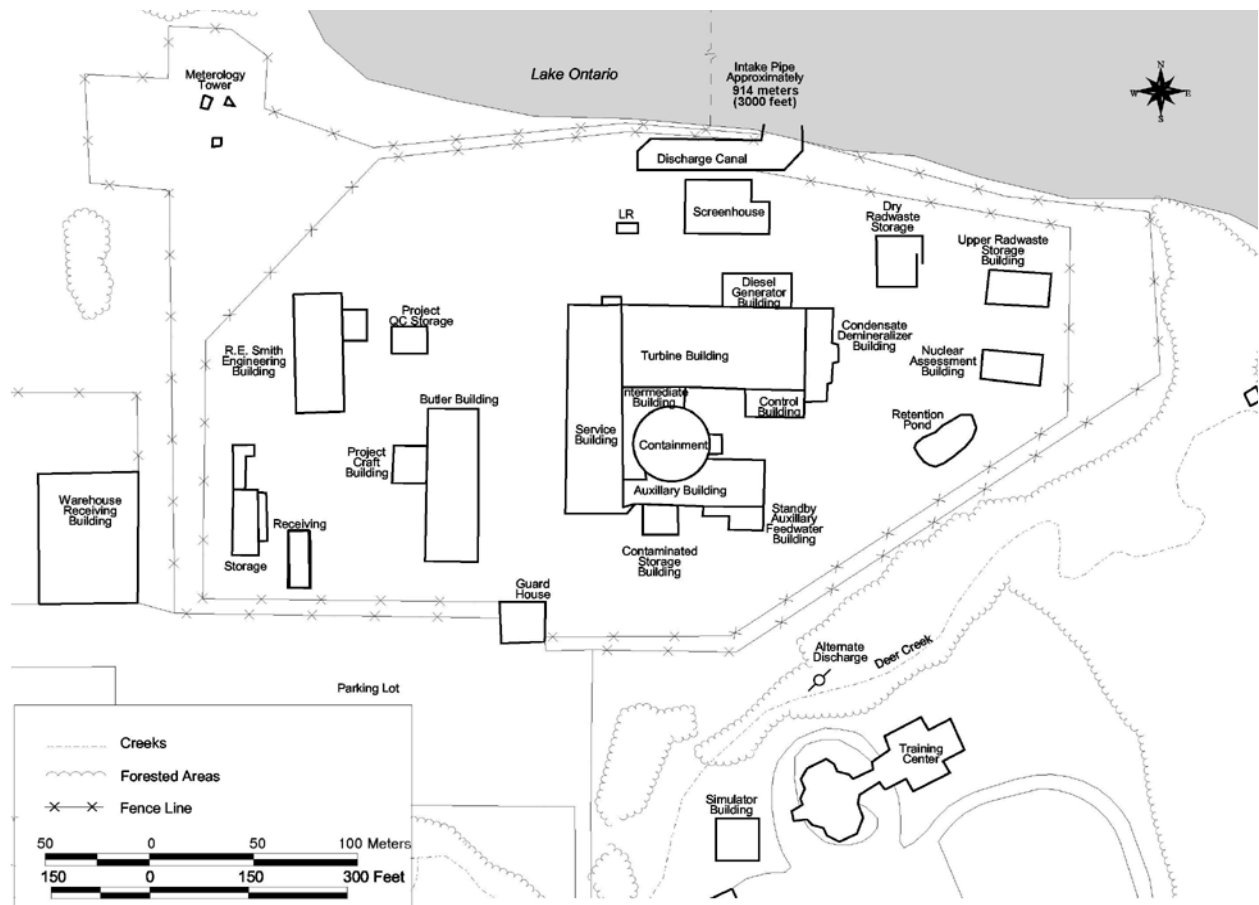 Lake Ontario
Intake Pipe
Approximately
914 meters
(3000 feet)
N
W
E
S
Meterology
Tower
Discharge Canal
LR
Screenhouse
Dry
Radwaste
Storage
Upper Radwaste
Storage
Building
Diesel
Generator
Building
Project
QC Storage
R.E. Smith
Engineering
Building
Turbine Building
Condensate
Demineralizer
Building
Nuclear
Assessment
Building
Butler Building
Intermediate
Building
Control
Building
Retention
Pond
Service
Building
Containment
Project
Craft
Building
Auxillary Building
Warehouse
Receiving
Building
Receiving
Storage
Standby
Auxillary
Feedwater
Building
Contaminated
Storage
Building
Guard
House
Alternate
Discharge
Deer Creek
Parking Lot
Training
Center
Simulator
Building
Creeks
Forested Areas
Fence Line
50 0 50 100 Meters
150 0 150 300 Feet